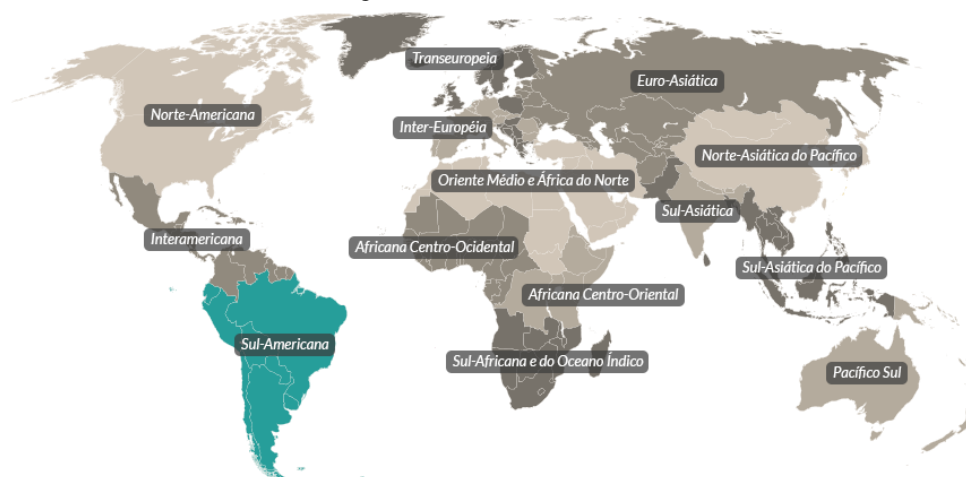 Transeuropeia
Euro-Asiática
Norte-Americana
Inter-Européia
Norte-Asiática do Pacífico
Oriente Médio e África do Norte
Sul-Asiática
Interamericana
Africana Centro-Ocidental
Sul-Asiática do Pacífico
Africana Centro-Oriental
Sul-Americana
Sul-Africana e do Oceano Índico
Pacífico Sul